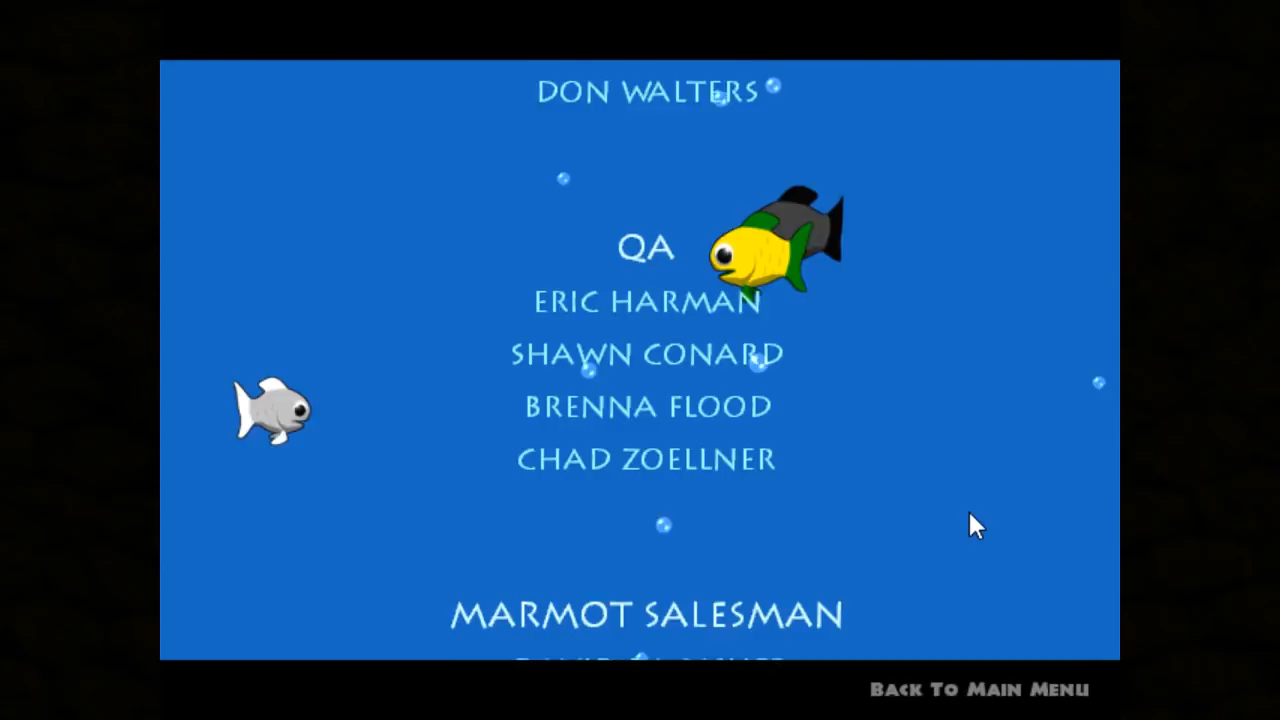 DON WALTERS
QA
ERIC HARMAN
SHAWN CONARD
BRENNA FLOOD
CHAD ZOELLNER
MARMOT SALESMAN
BACK TO MAIN MENU